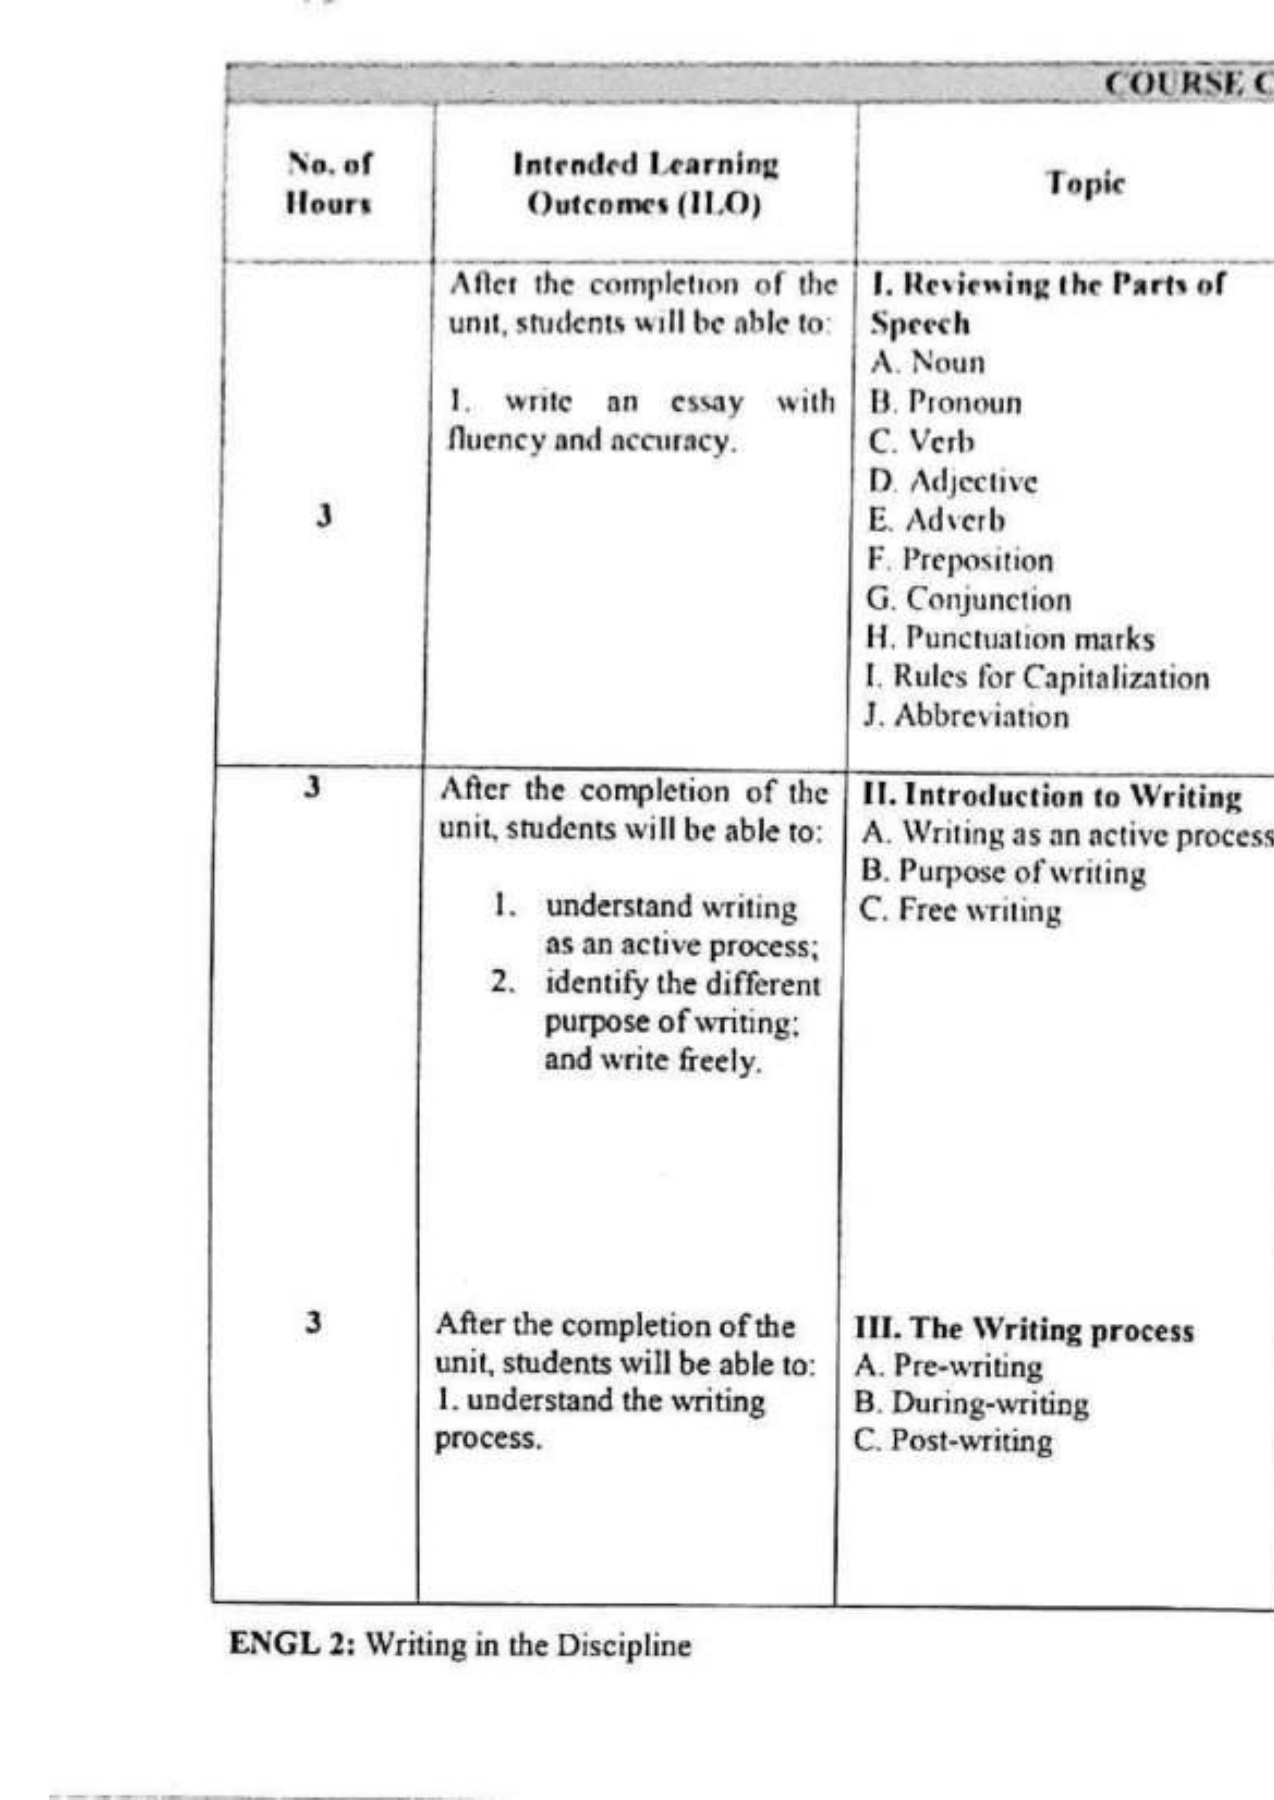 COURSE C
No. of
Hours
Intended Learning
Outcomes (ILO)
Topic
3
After the completion of the
unit, students will be able to:
1. write an essay with
fluency and accuracy.
I. Reviewing the Parts of
Speech
A. Noun
B. Pronoun
C. Verb
D. Adjective
E. Adverb
F. Preposition
G. Conjunction
H. Punctuation marks
I. Rules for Capitalization
J. Abbreviation
3
After the completion of the
unit, students will be able to:
1. understand writing
as an active process;
2. identify the different
purpose of writing;
and write freely.
II. Introduction to Writing
A. Writing as an active process
B. Purpose of writing
C. Free writing
3
After the completion of the
unit, students will be able to:
1. understand the writing
process.
III. The Writing process
A. Pre-writing
B. During-writing
C. Post-writing
ENGL 2: Writing in the Discipline